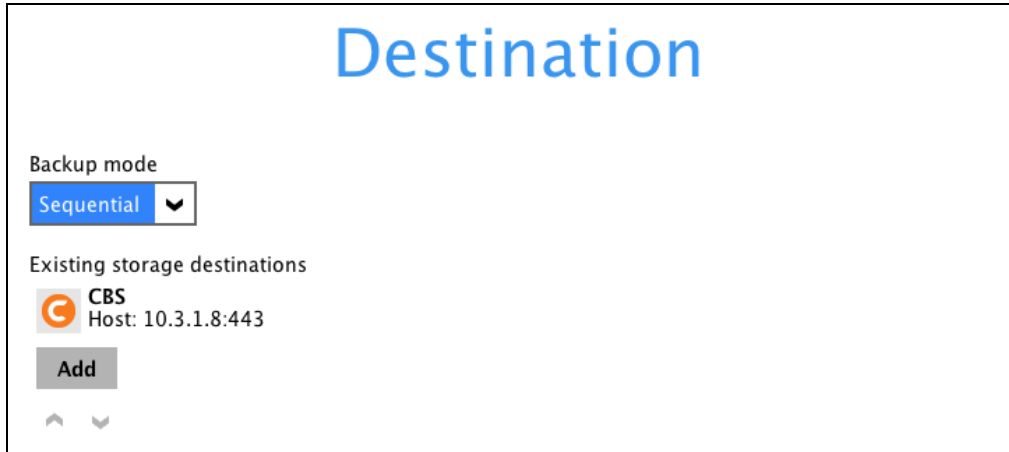 Destination
Backup mode
Sequential
Existing storage destinations
CBS
Host: 10.3.1.8:443
Add